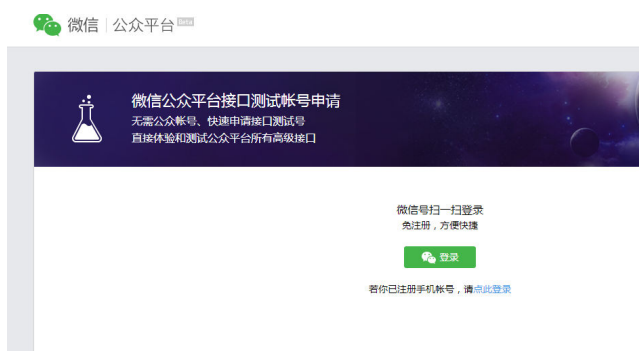 微信 | 公众平台 Beta
微信公众平台接口测试帐号申请
无需公众帐号、快速申请接口测试号
直接体验和测试公众平台所有高级接口
微信号扫一扫登录
免注册，方便快捷
登录
若你已注册手机帐号，请点此登录